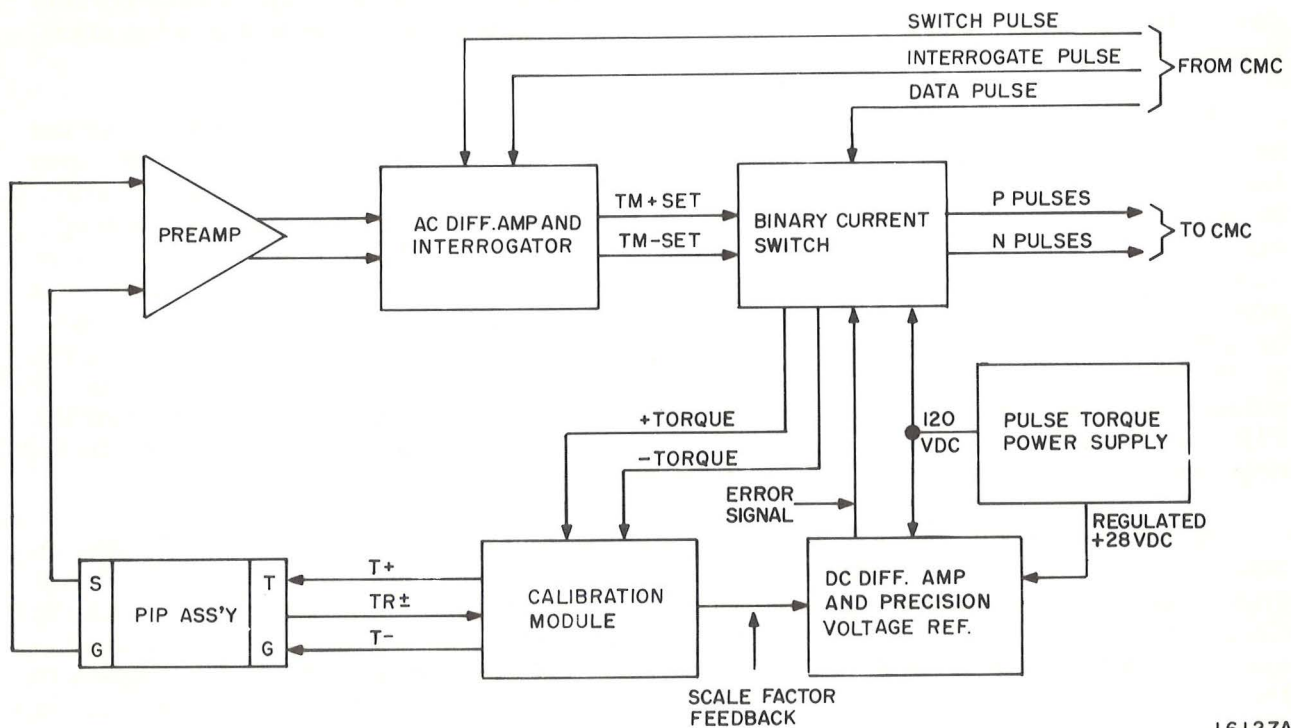 SWITCH PULSE
INTERROGATE PULSE
FROM CMC
DATA PULSE
PREAMP
AC DIFF. AMP AND
INTERROGATOR
TM+SET
TM-SET
BINARY CURRENT
SWITCH
P PULSES
N PULSES
TO CMC
+TORQUE
-TORQUE
120
VDC
PULSE TORQUE
POWER SUPPLY
ERROR
SIGNAL
REGULATED
+28VDC
S
G
PIP ASS'Y
T
G
T+
TR±
T-
CALIBRATION
MODULE
DC DIFF. AMP
AND PRECISION
VOLTAGE REF.
SCALE FACTOR
FEEDBACK
16127A